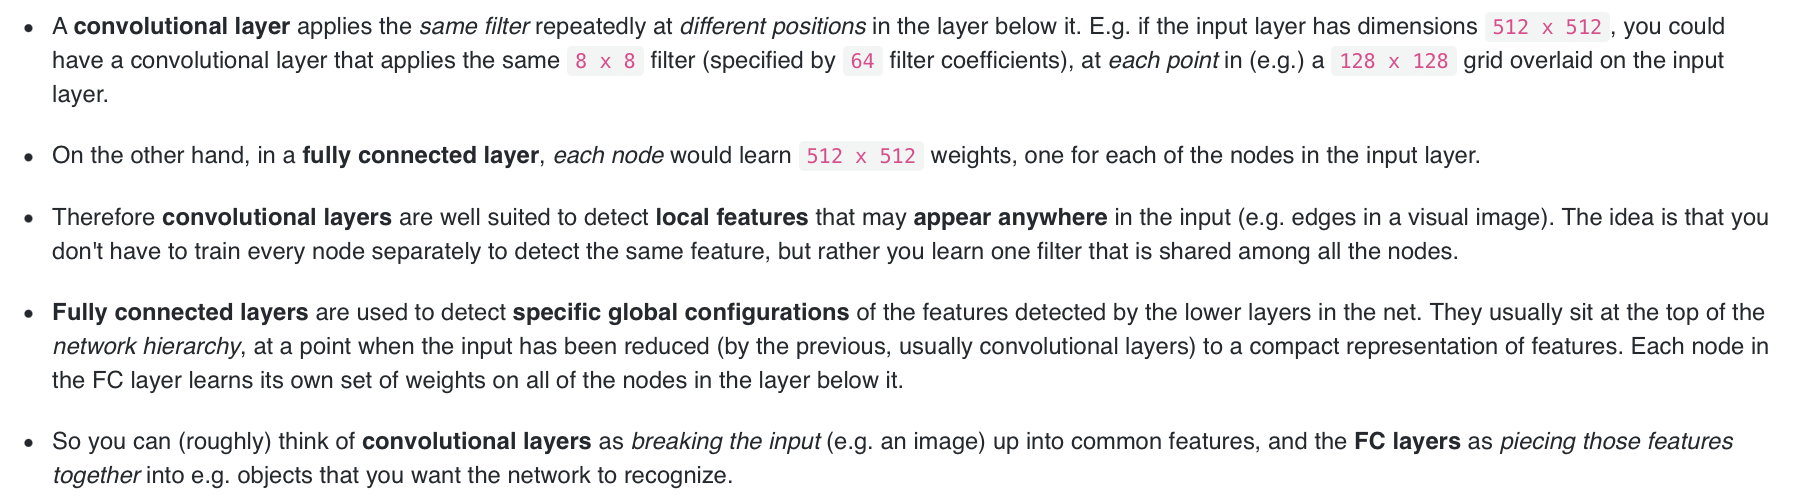 • A convolutional layer applies the same filter repeatedly at different positions in the layer below it. E.g. if the input layer has dimensions 512 x 512 , you could
have a convolutional layer that applies the same 8 x 8 filter (specified by 64 filter coefficients), at each point in (e.g.) a 128 x 128 grid overlaid on the input
layer.
• On the other hand, in a fully connected layer, each node would learn 512 x 512 weights, one for each of the nodes in the input layer.
• Therefore convolutional layers are well suited to detect local features that may appear anywhere in the input (e.g. edges in a visual image). The idea is that you
don't have to train every node separately to detect the same feature, but rather you learn one filter that is shared among all the nodes.
• Fully connected layers are used to detect specific global configurations of the features detected by the lower layers in the net. They usually sit at the top of the
network hierarchy, at a point when the input has been reduced (by the previous, usually convolutional layers) to a compact representation of features. Each node in
the FC layer learns its own set of weights on all of the nodes in the layer below it.
• So you can (roughly) think of convolutional layers as breaking the input (e.g. an image) up into common features, and the FC layers as piecing those features
together into e.g. objects that you want the network to recognize.